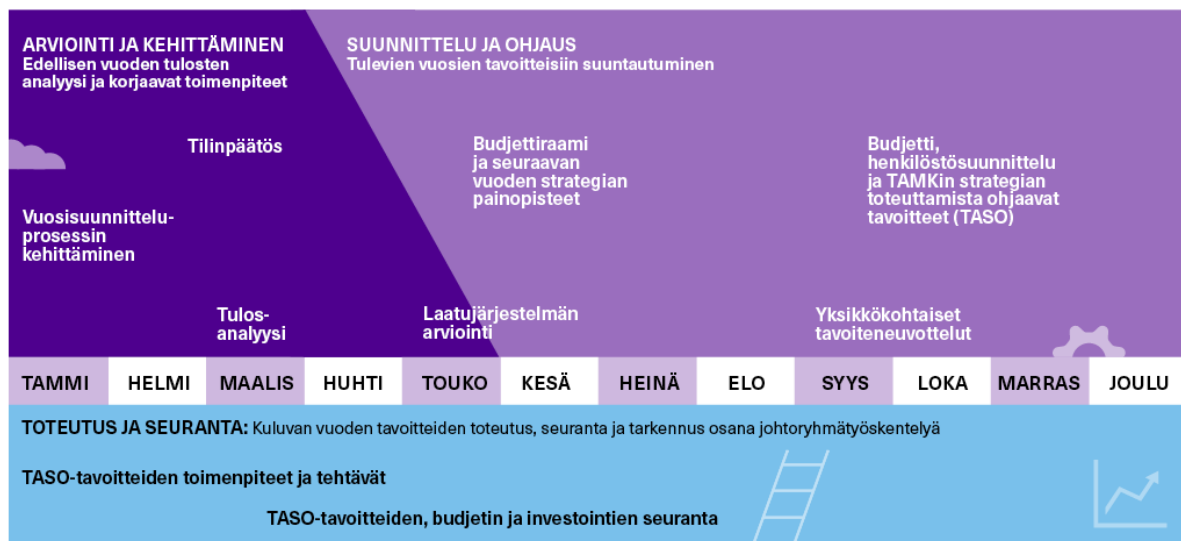 ARVIOINTI JA KEHITTÄMINEN
Edellisen vuoden tulosten
analyysi ja korjaavat toimenpiteet
SUUNNITTELU JA OHJAUS
Tulevien vuosien tavoitteisiin suuntautuminen
Tilinpäätös
Budjettiraami
ja seuraavan
vuoden strategian
painopisteet
Budjetti,
henkilöstösuunnittelu
ja TAMKin strategian
toteuttamista ohjaavat
tavoitteet (TASO)
Vuosisuunnittelu-
prosessin
kehittäminen
Tulos-
analyysi
Laatujärjestelmän
arviointi
Yksikkökohtaiset
tavoiteneuvottelut
TAMMI HELMI MAALIS HUHTI TOUKO KESÄ HEINÄ ELO SYYS LOKA MARRAS JOULU
TOTEUTUS JA SEURANTA: Kuluvan vuoden tavoitteiden toteutus, seuranta ja tarkennus osana johtoryhmätyöskentelyä
TASO-tavoitteiden toimenpiteet ja tehtävät
TASO-tavoitteiden, budjetin ja investointien seuranta